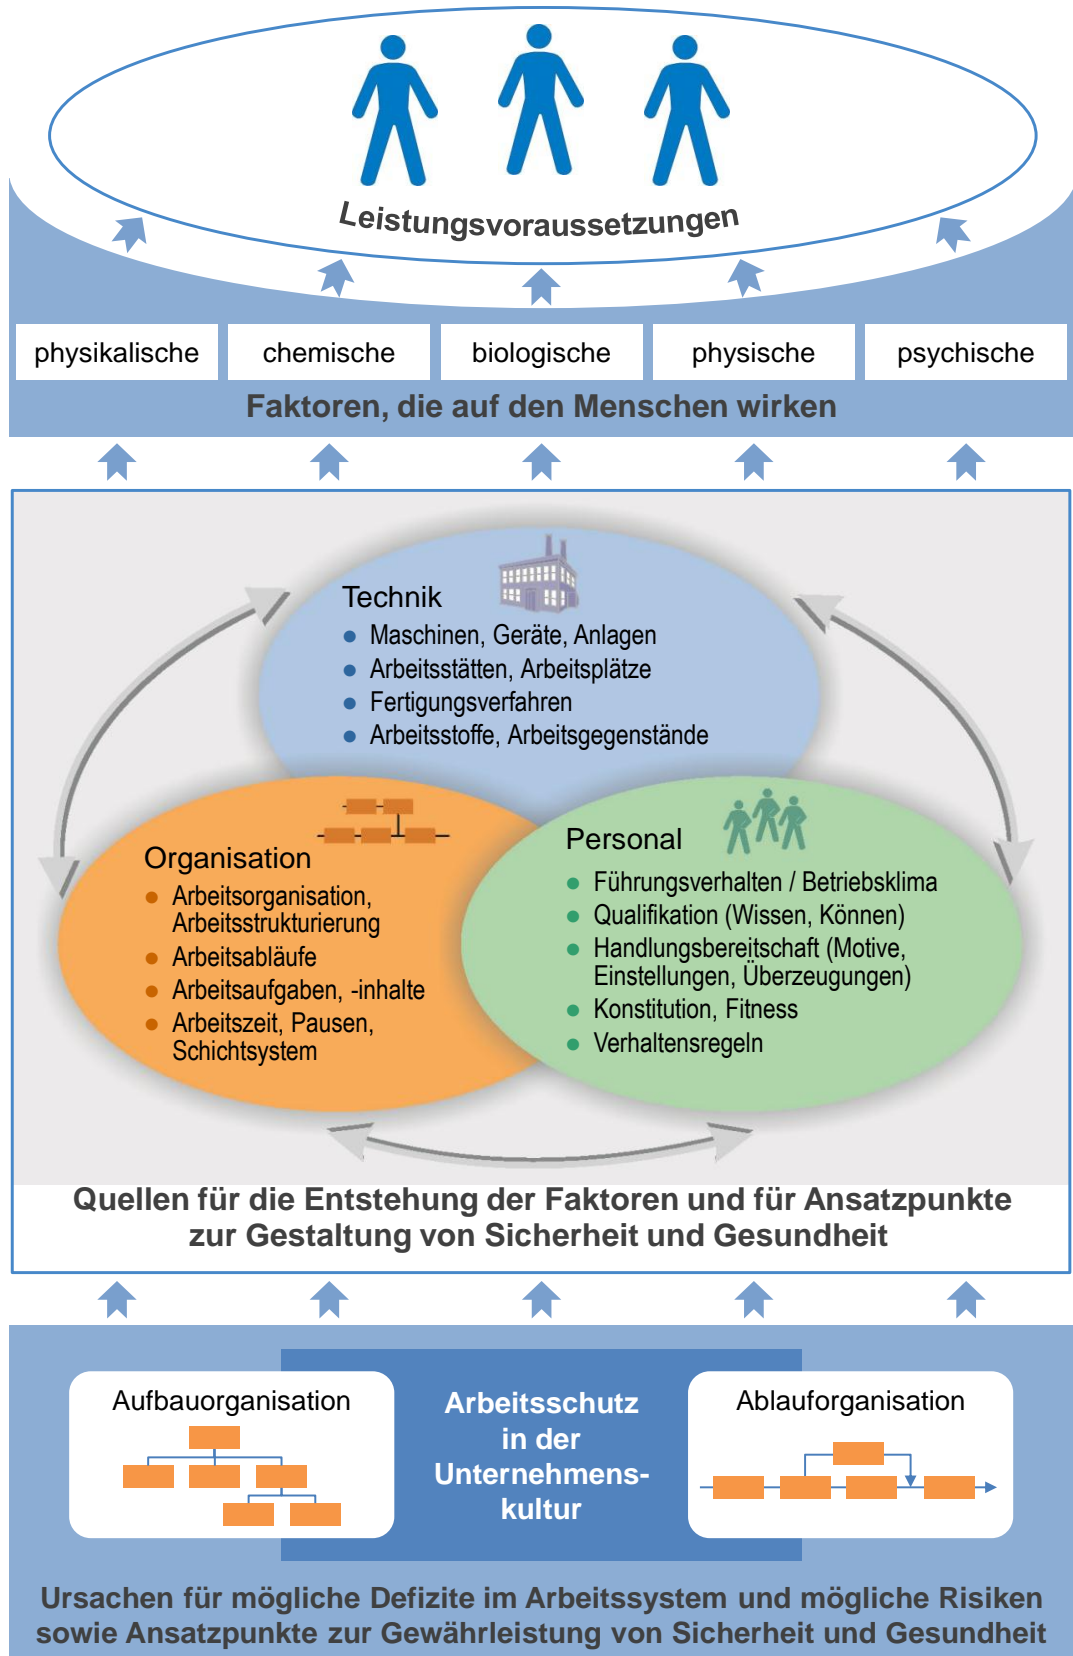 Leistungsvoraussetzungen
physikalische
chemische
biologische
physische
psychische
Faktoren, die auf den Menschen wirken
Technik
Maschinen, Geräte, Anlagen
Arbeitsstätten, Arbeitsplätze
Fertigungsverfahren
Arbeitsstoffe, Arbeitsgegenstände
Organisation
Arbeitsorganisation,
Arbeitsstrukturierung
Arbeitsabläufe
Arbeitsaufgaben, -inhalte
Arbeitszeit, Pausen,
Schichtsystem
Personal
Führungsverhalten / Betriebsklima
Qualifikation (Wissen, Können)
Handlungsbereitschaft (Motive,
Einstellungen, Überzeugungen)
Konstitution, Fitness
Verhaltensregeln
Quellen für die Entstehung der Faktoren und für Ansatzpunkte
zur Gestaltung von Sicherheit und Gesundheit
Aufbauorganisation
Arbeitsschutz
in der
Unternehmens-
kultur
Ablauforganisation
Ursachen für mögliche Defizite im Arbeitssystem und mögliche Risiken
sowie Ansatzpunkte zur Gewährleistung von Sicherheit und Gesundheit